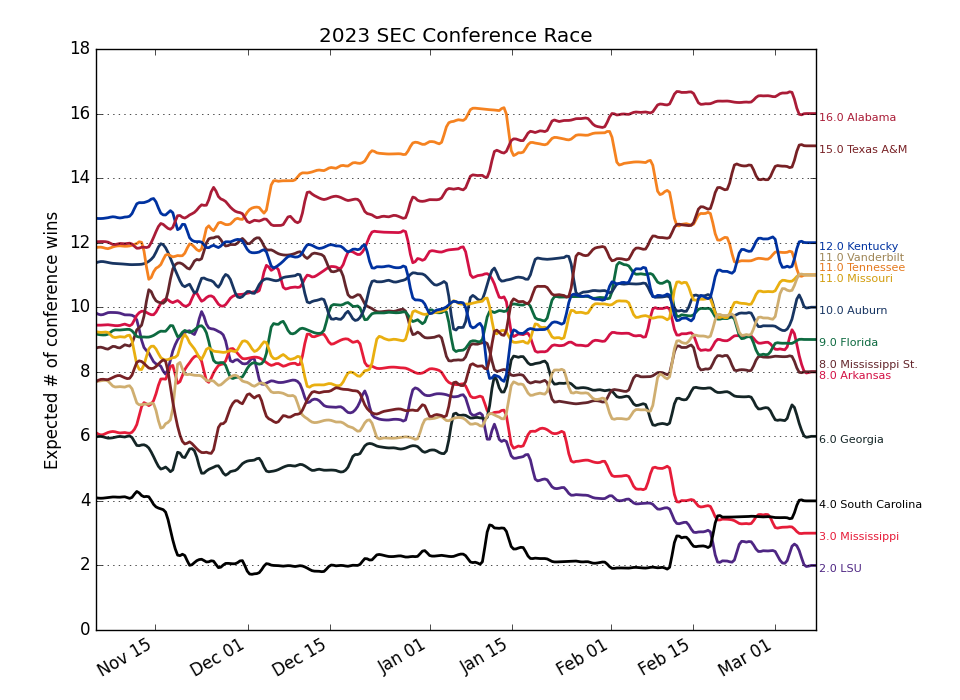 2023 SEC Conference Race
Expected # of conference wins
18
16
14
12
10
8
6
4
2
0
Nov 15
Dec 01
Dec 15
Jan 01
Jan 15
Feb 01
Feb 15
Mar 01
16.0 Alabama
15.0 Texas A&M
12.0 Kentucky
11.0 Vanderbilt
11.0 Tennessee
11.0 Missouri
10.0 Auburn
9.0 Florida
8.0 Mississippi St.
8.0 Arkansas
6.0 Georgia
4.0 South Carolina
3.0 Mississippi
2.0 LSU